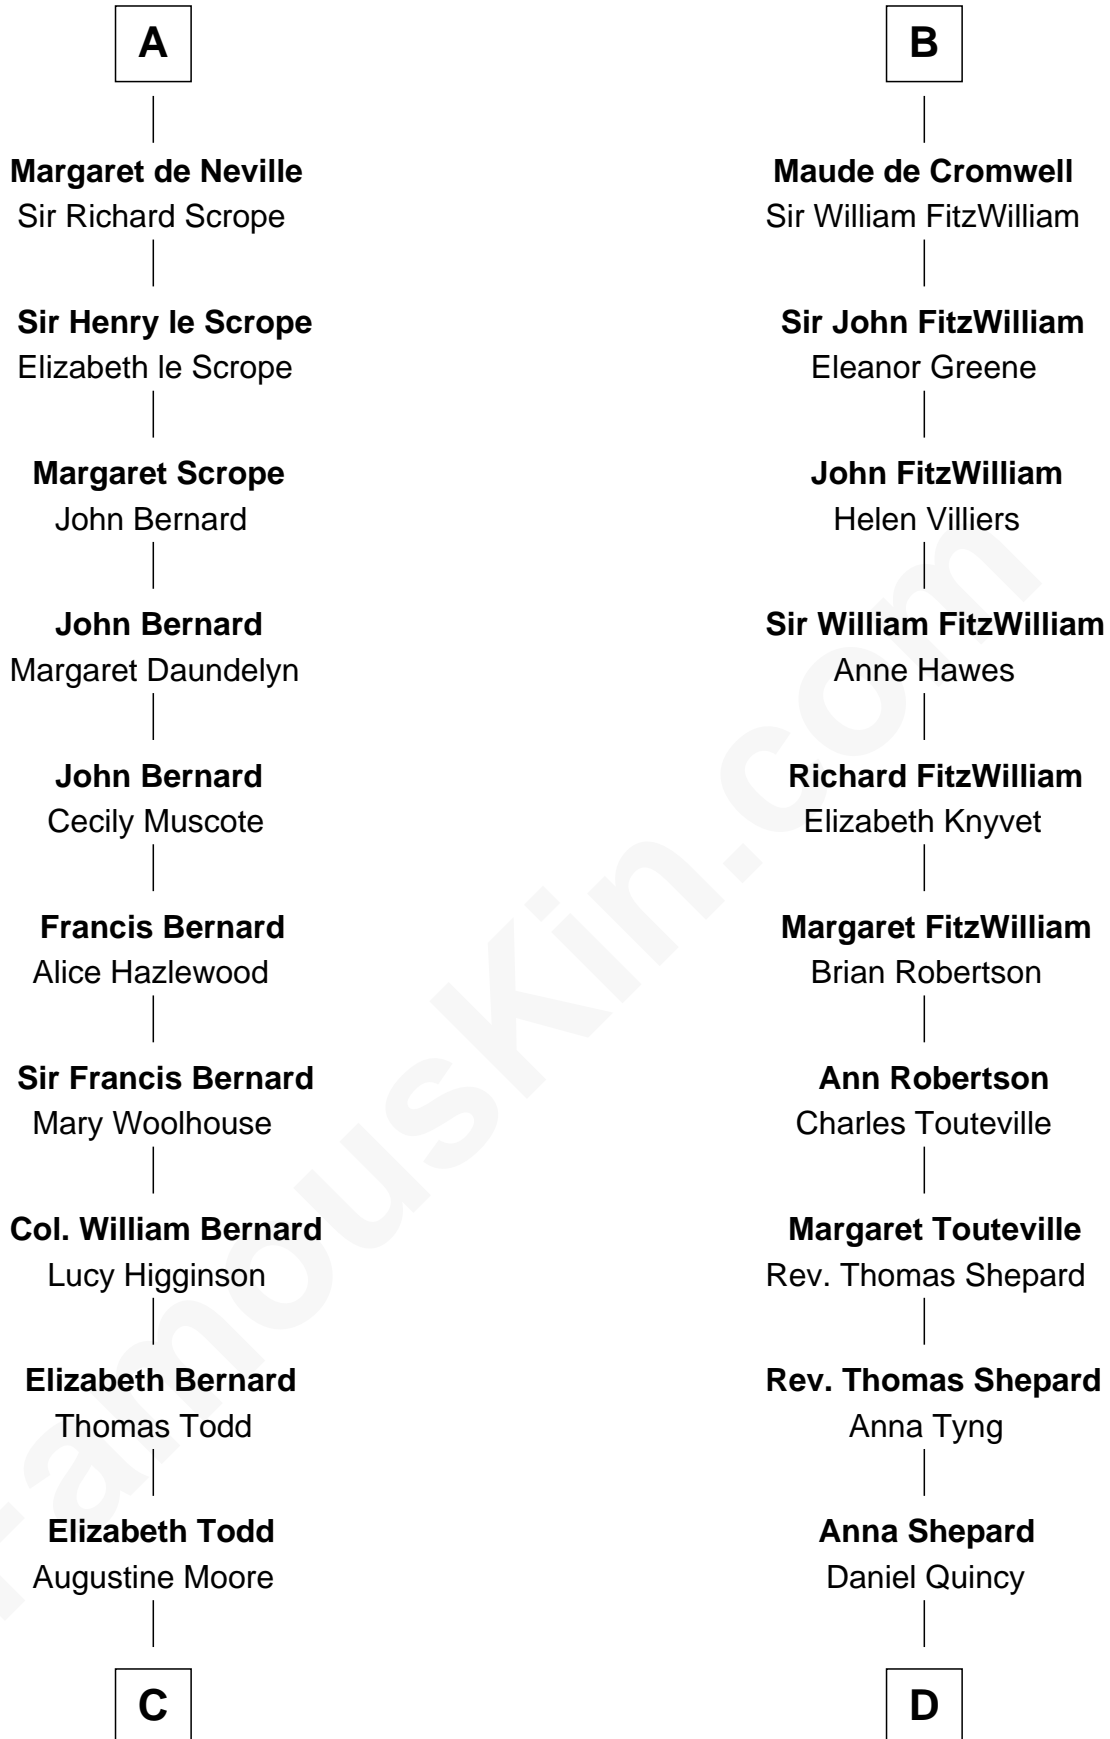 A
Margaret de Neville
Sir Richard Scrope
Sir Henry le Scrope
Elizabeth le Scrope
Margaret Scrope
John Bernard
John Bernard
Margaret Daundelyn
John Bernard
Cecily Muscote
Francis Bernard
Alice Hazlewood
Sir Francis Bernard
Mary Woolhouse
Col. William Bernard
Lucy Higginson
Elizabeth Bernard
Thomas Todd
Elizabeth Todd
Augustine Moore
C
B
Maude de Cromwell
Sir William FitzWilliam
Sir John FitzWilliam
Eleanor Greene
John FitzWilliam
Helen Villiers
Sir William FitzWilliam
Anne Hawes
Richard FitzWilliam
Elizabeth Knyvet
Margaret FitzWilliam
Brian Robertson
Ann Robertson
Charles Touteville
Margaret Touteville
Rev. Thomas Shepard
Rev. Thomas Shepard
Anna Tyng
Anna Shepard
Daniel Quincy
D
FamousKin.com